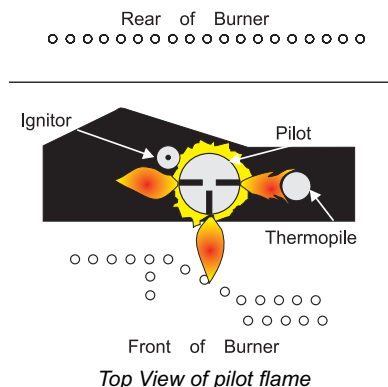 Rear of Burner
Ignitor
Pilot
Thermopile
Front of Burner
Top View of pilot flame